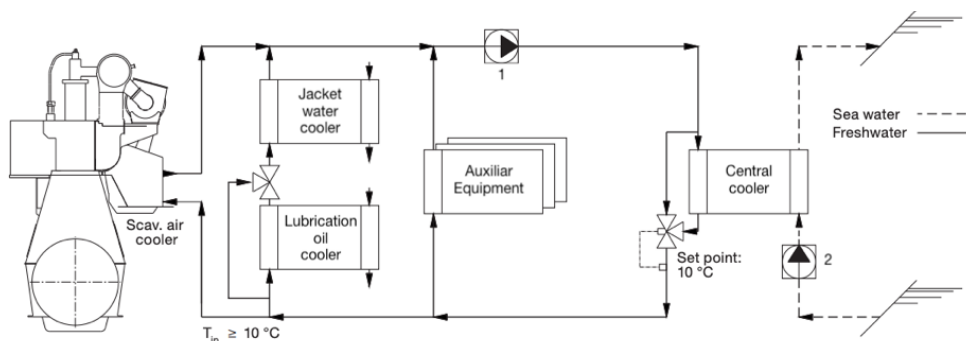 1
Jacket
water
cooler
Sea water
Freshwater
Auxiliar
Equipment
Central
cooler
Scav. air
cooler
Lubrication
oil
cooler
Set point:
10 °C
2
T in ≥ 10 °C